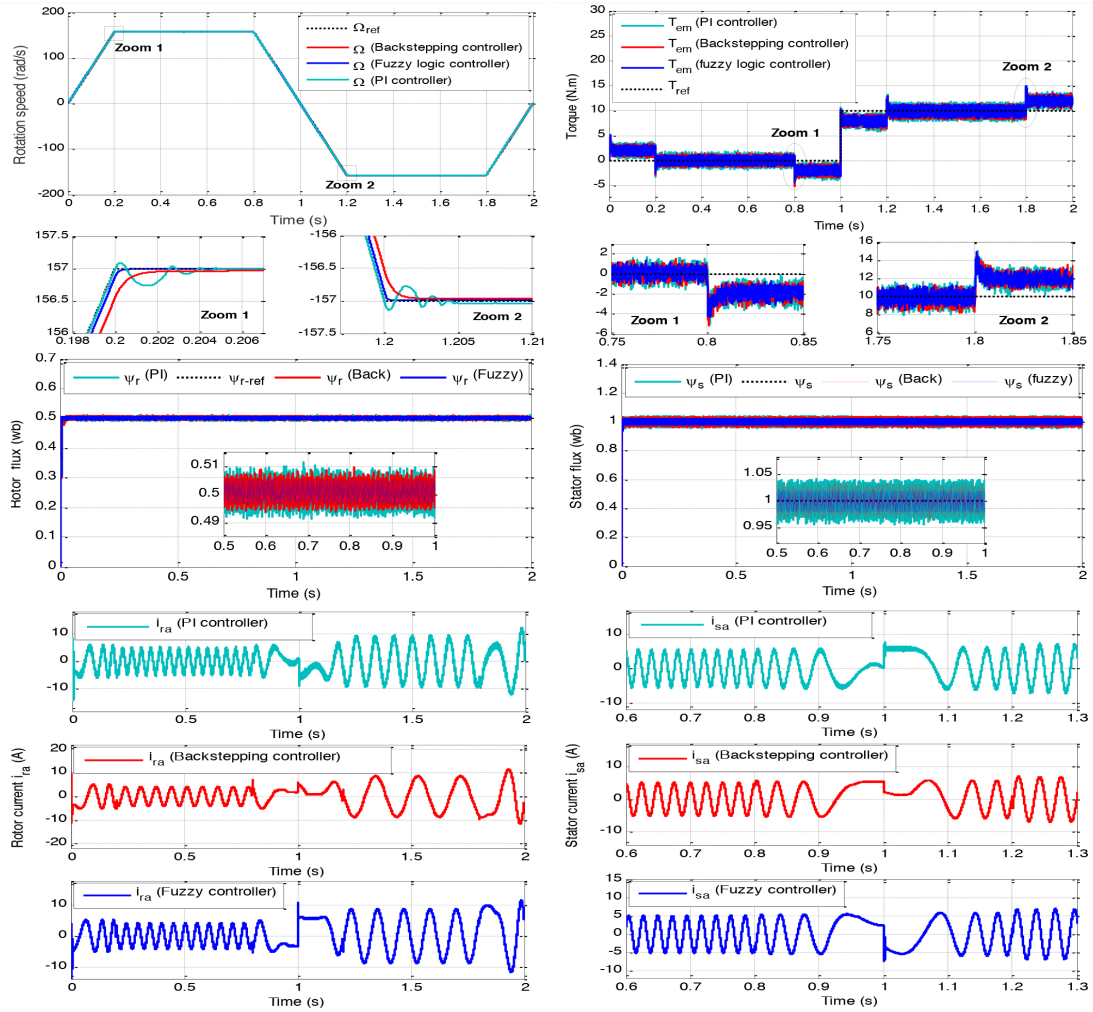 Rotation speed (rad/s)
200
100
0
-100
-200
Ω ref
Ω (Backstepping controller)
Ω (Fuzzy logic controller)
Ω (PI controller)
Zoom 1
Zoom 2
0 0.2 0.4 0.6 0.8 1 1.2 1.4 1.6 1.8 2
Time (s)
Torque (N.m)
30
25
20
15
10
5
0
-5
T em (PI controller)
T em (Backstepping controller)
T em (fuzzy logic controller)
T ref
Zoom 1
Zoom 2
0 0.2 0.4 0.6 0.8 1 1.2 1.4 1.6 1.8 2
Time (s)
157.5
157
156.5
156
Zoom 1
0.198 0.2 0.202 0.205 0.207
-156
-156.5
-157
-157.5
Zoom 2
1.2 1.205 1.21
2
0
-2
-4
-6
Zoom 1
0.75 0.8 0.85
16
14
12
10
8
6
Zoom 2
1.75 1.8 1.85
Hotor flux (wb)
0.7
0.6
0.5
0.4
0.3
0.2
0.1
0
ψr (PI) ψr-ref ψr (Back) ψr (Fuzzy)
0.51
0.5
0.49
0.5 0.6 0.7 0.8 0.9 1
0 0.5 1 1.5 2
Time (s)
Stator flux (wb)
1.4
1.2
1
0.8
0.6
0.4
0.2
0
ψs (PI) ψs ψs (Back) ψs (fuzzy)
1.05
1
0.95
0.5 0.6 0.7 0.8 0.9 1
0 0.5 1 1.5 2
Time (s)
ira (PI controller)
10
0
-10
0 0.5 1 1.5 2
Time (s)
isa (PI controller)
10
0
-10
0.6 0.7 0.8 0.9 1 1.1 1.2 1.3
Time (s)
Rotor current ira (A)
ira (Backstepping controller)
20
10
0
-10
-20
0 0.5 1 1.5 2
Time (s)
Stator current isa (A)
isa (Backstepping controller)
10
0
-10
0.6 0.7 0.8 0.9 1 1.1 1.2 1.3
Time (s)
ira (Fuzzy controller)
10
0
-10
0 0.5 1 1.5 2
Time (s)
isa (Fuzzy controller)
15
10
5
0
-5
-10
0.6 0.7 0.8 0.9 1 1.1 1.2 1.3
Time (s)